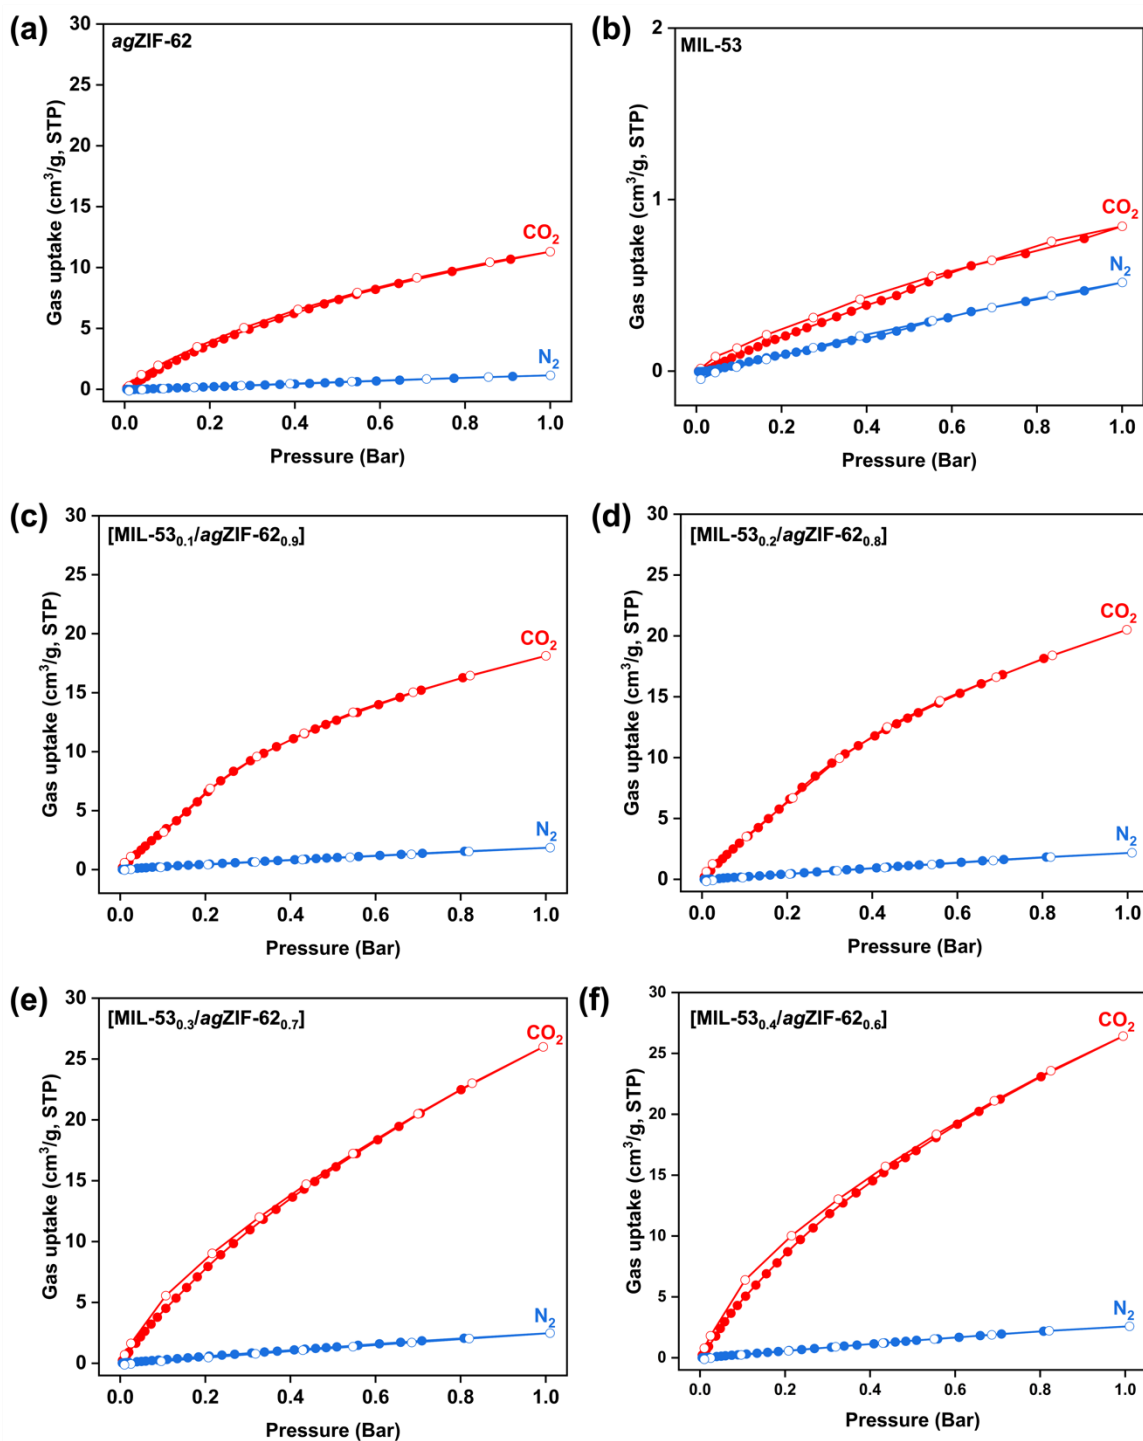 (a)
agZIF-62
30
25
20
15
10
5
0
Gas uptake (cm³/g, STP)
CO₂
N₂
0.0 0.2 0.4 0.6 0.8 1.0
Pressure (Bar)
(b)
MIL-53
2
1
0
Gas uptake (cm³/g, STP)
CO₂
N₂
0.0 0.2 0.4 0.6 0.8 1.0
Pressure (Bar)
(c)
[MIL-53₀.₁/agZIF-62₀.₉]
30
25
20
15
10
5
0
Gas uptake (cm³/g, STP)
CO₂
N₂
0.0 0.2 0.4 0.6 0.8 1.0
Pressure (Bar)
(d)
[MIL-53₀.₂/agZIF-62₀.₈]
30
25
20
15
10
5
0
Gas uptake (cm³/g, STP)
CO₂
N₂
0.0 0.2 0.4 0.6 0.8 1.0
Pressure (Bar)
(e)
[MIL-53₀.₃/agZIF-62₀.₇]
30
25
20
15
10
5
0
Gas uptake (cm³/g, STP)
CO₂
N₂
0.0 0.2 0.4 0.6 0.8 1.0
Pressure (Bar)
(f)
[MIL-53₀.₄/agZIF-62₀.₆]
30
25
20
15
10
5
0
Gas uptake (cm³/g, STP)
CO₂
N₂
0.0 0.2 0.4 0.6 0.8 1.0
Pressure (Bar)